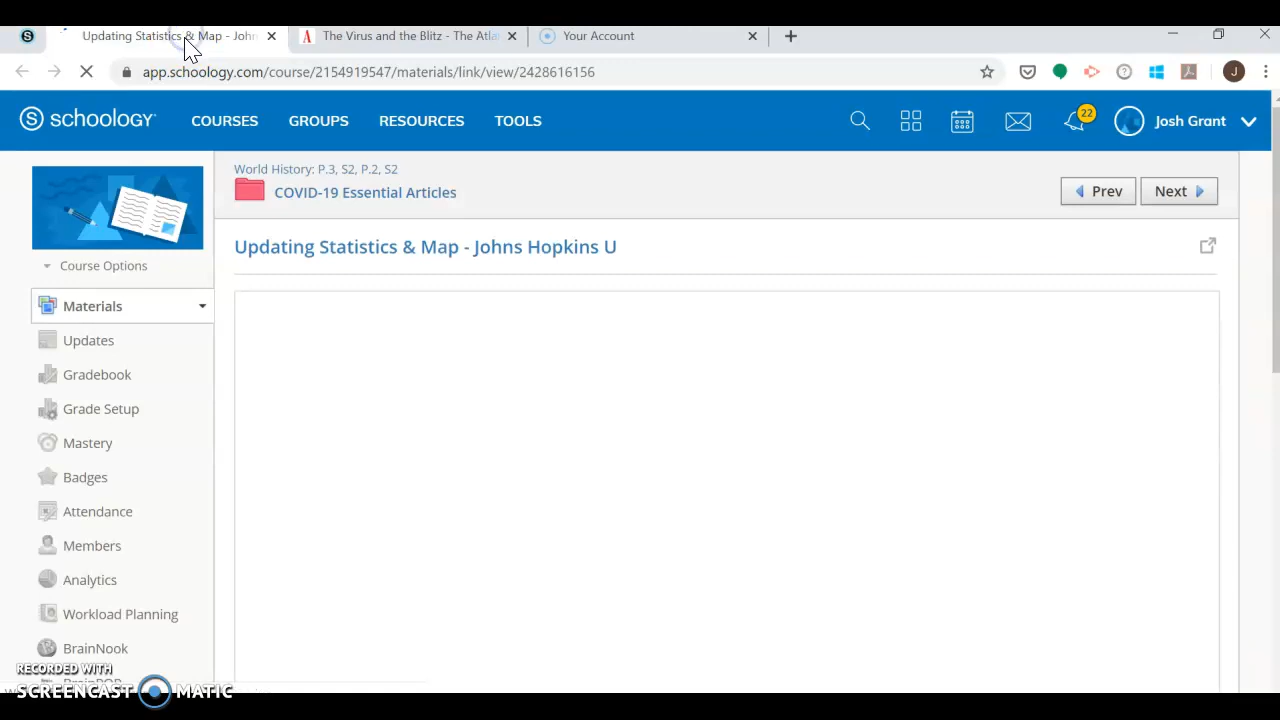 Updating Statistics & Map - John
The Virus and the Blitz - The Atla
Your Account
app.schoology.com/course/2154919547/materials/link/view/2428616156
J
S schoology
COURSES
GROUPS
RESOURCES
TOOLS
22
Josh Grant
World History: P.3, S2, P.2, S2
COVID-19 Essential Articles
Prev
Next
Updating Statistics & Map - Johns Hopkins U
Course Options
Materials
Updates
Gradebook
Grade Setup
Mastery
Badges
Attendance
Members
Analytics
Workload Planning
BrainNook
RECORDED WITH
SCREENCAST MATIC